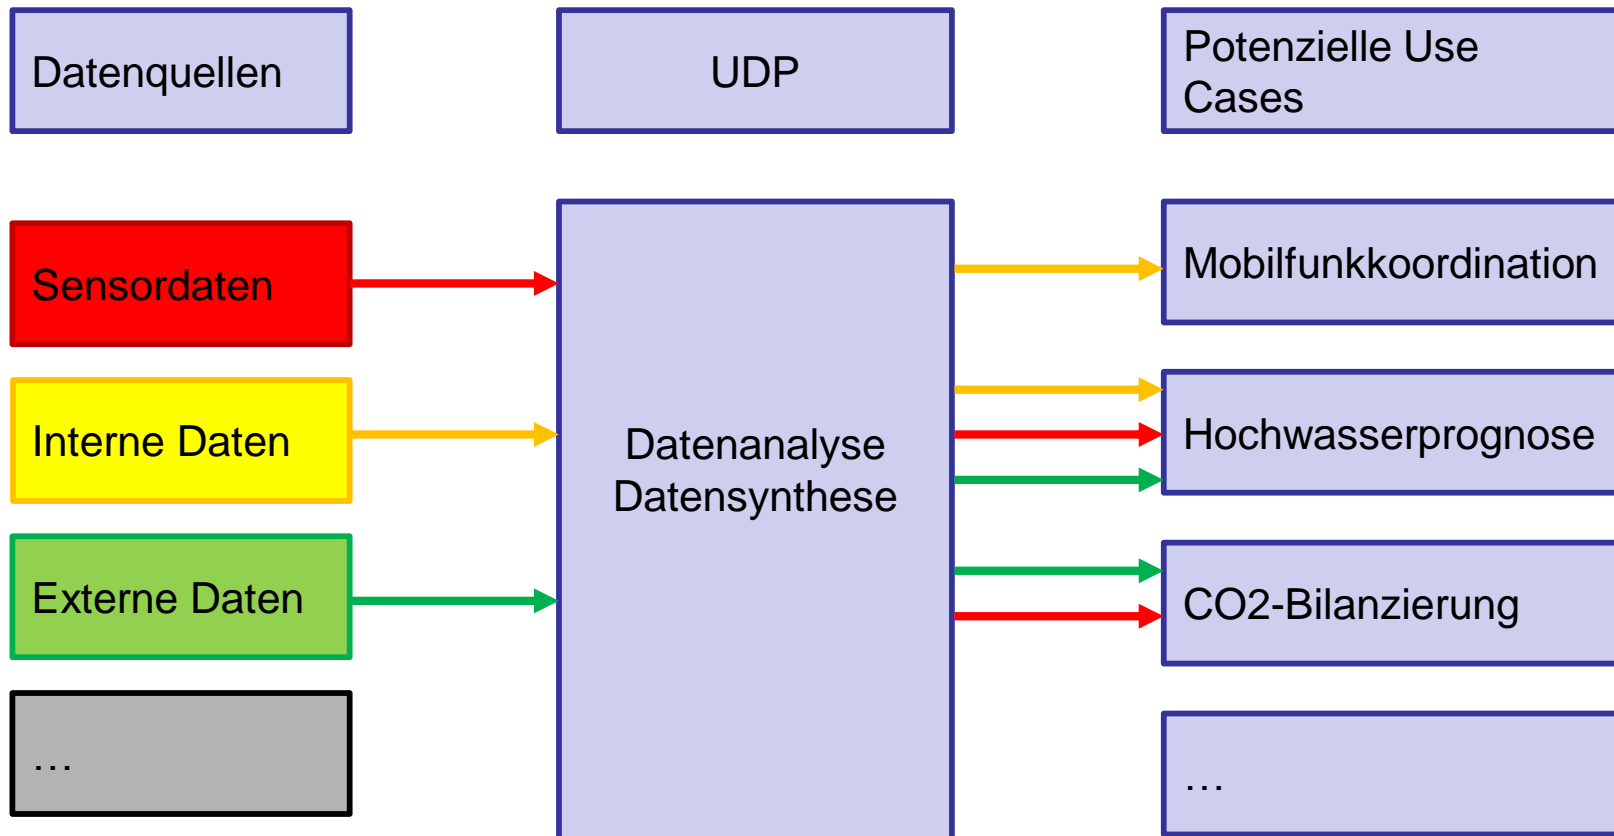 Datenquellen
UDP
Potenzielle Use
Cases
Sensordaten
Interne Daten
Externe Daten
…
Datenanalyse
Datensynthese
Mobilfunkkoordination
Hochwasserprognose
CO2-Bilanzierung
…